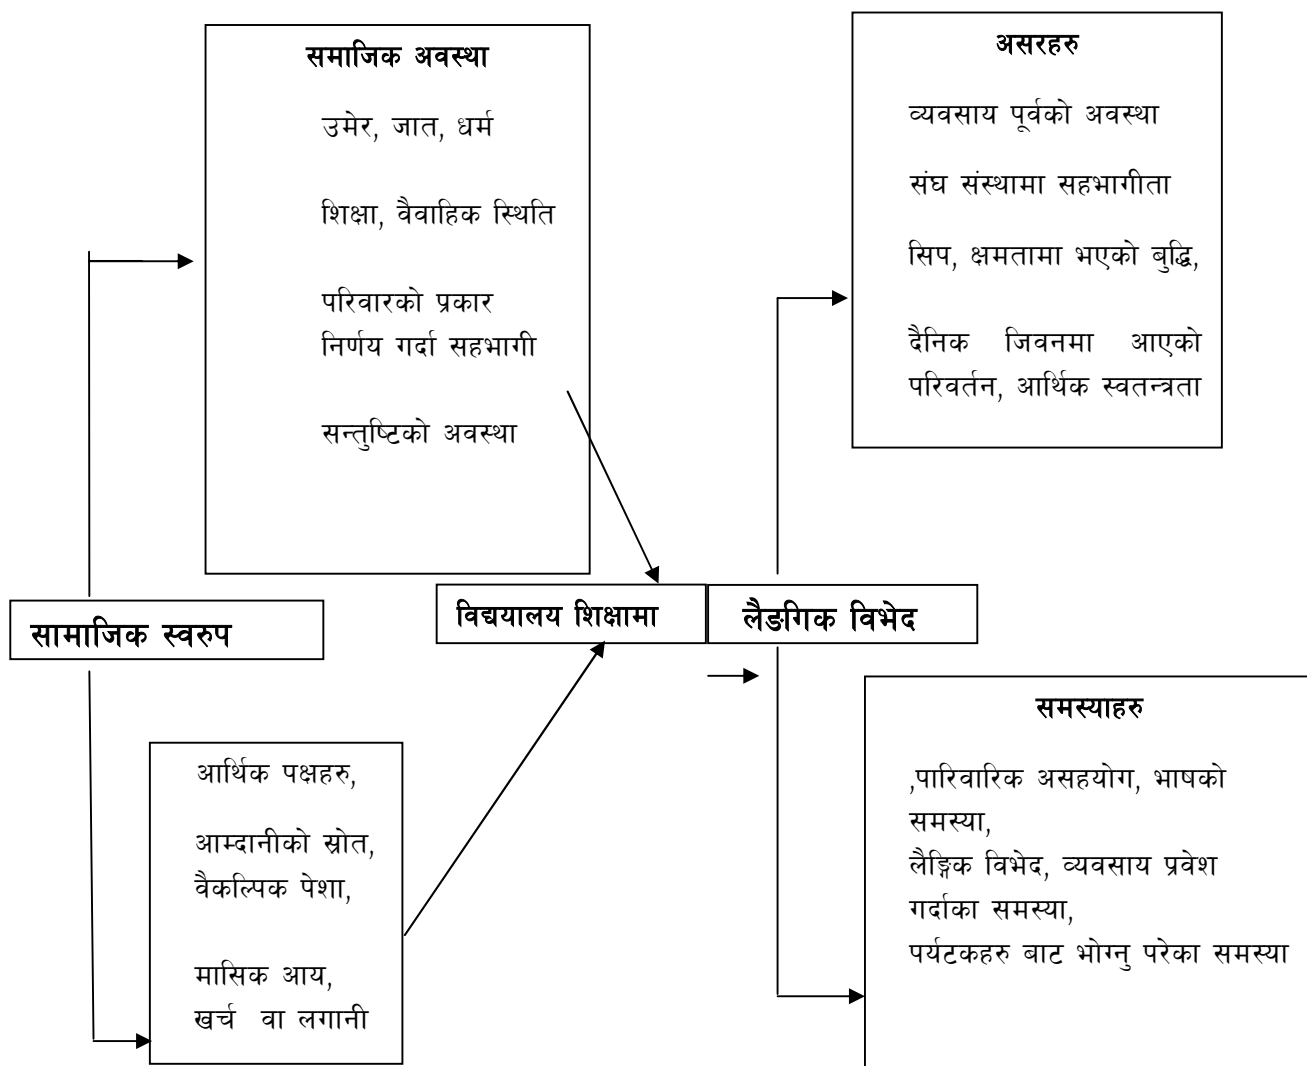 समाजिक अवस्था
उमेर, जात, धर्म
शिक्षा, वैवाहिक स्थिति
परिवारको प्रकार
निर्णय गर्दा सहभागी
सन्तुष्टिको अवस्था
असरहरु
व्यवसाय पूर्वको अवस्था
संघ संस्थामा सहभागीता
सिप, क्षमतामा भएको बुद्धि,
दैनिक जिवनमा आएको
परिवर्तन, आर्थिक स्वतन्त्रता
सामाजिक स्वरुप
विद्ययालय शिक्षामा
लैङगिक विभेद
आर्थिक पक्षहरु,
आम्दानीको स्रोत,
वैकल्पिक पेशा,
मासिक आय,
खर्च वा लगानी
समस्याहरु
,पारिवारिक असहयोग, भाषको
समस्या,
लैङ्गिक विभेद, व्यवसाय प्रवेश
गर्दाका समस्या,
पर्यटकहरु बाट भोग्नु परेका समस्या